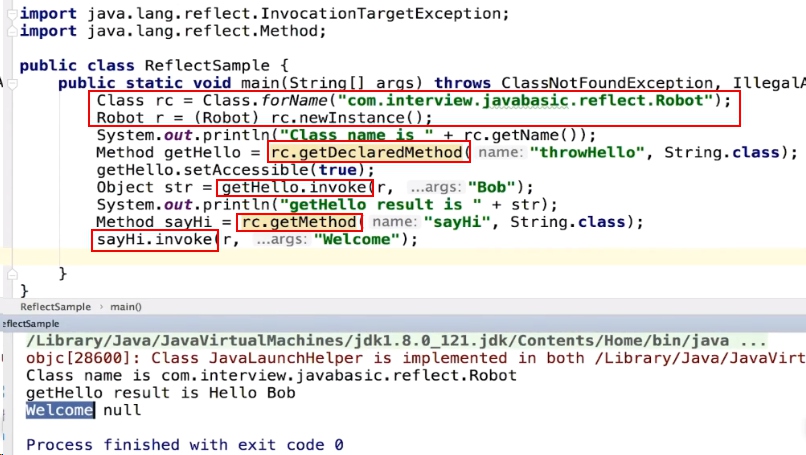 import java.lang.reflect.InvocationTargetException;
import java.lang.reflect.Method;
public class ReflectSample {
public static void main(String[] args) throws ClassNotFoundException, IllegalA
Class rc = Class.forName("com.interview.javabasic.reflect.Robot");
Robot r = (Robot) rc.newInstance();
System.out.println("Class name is " + rc.getName());
Method getHello = rc.getDeclaredMethod( name: "throwHello", String.class);
getHello.setAccessible(true);
Object str = getHello.invoke(r, ...args: "Bob");
System.out.println("getHello result is " + str);
Method sayHi = rc.getMethod( name: "sayHi", String.class);
sayHi.invoke(r, ...args: "Welcome");
}
}
ReflectSample › main()
eflectSample
/Library/Java/JavaVirtualMachines/jdk1.8.0_121.jdk/Contents/Home/bin/java ...
objc[28600]: Class JavaLaunchHelper is implemented in both /Library/Java/JavaVirt
Class name is com.interview.javabasic.reflect.Robot
getHello result is Hello Bob
Welcome null
Process finished with exit code 0